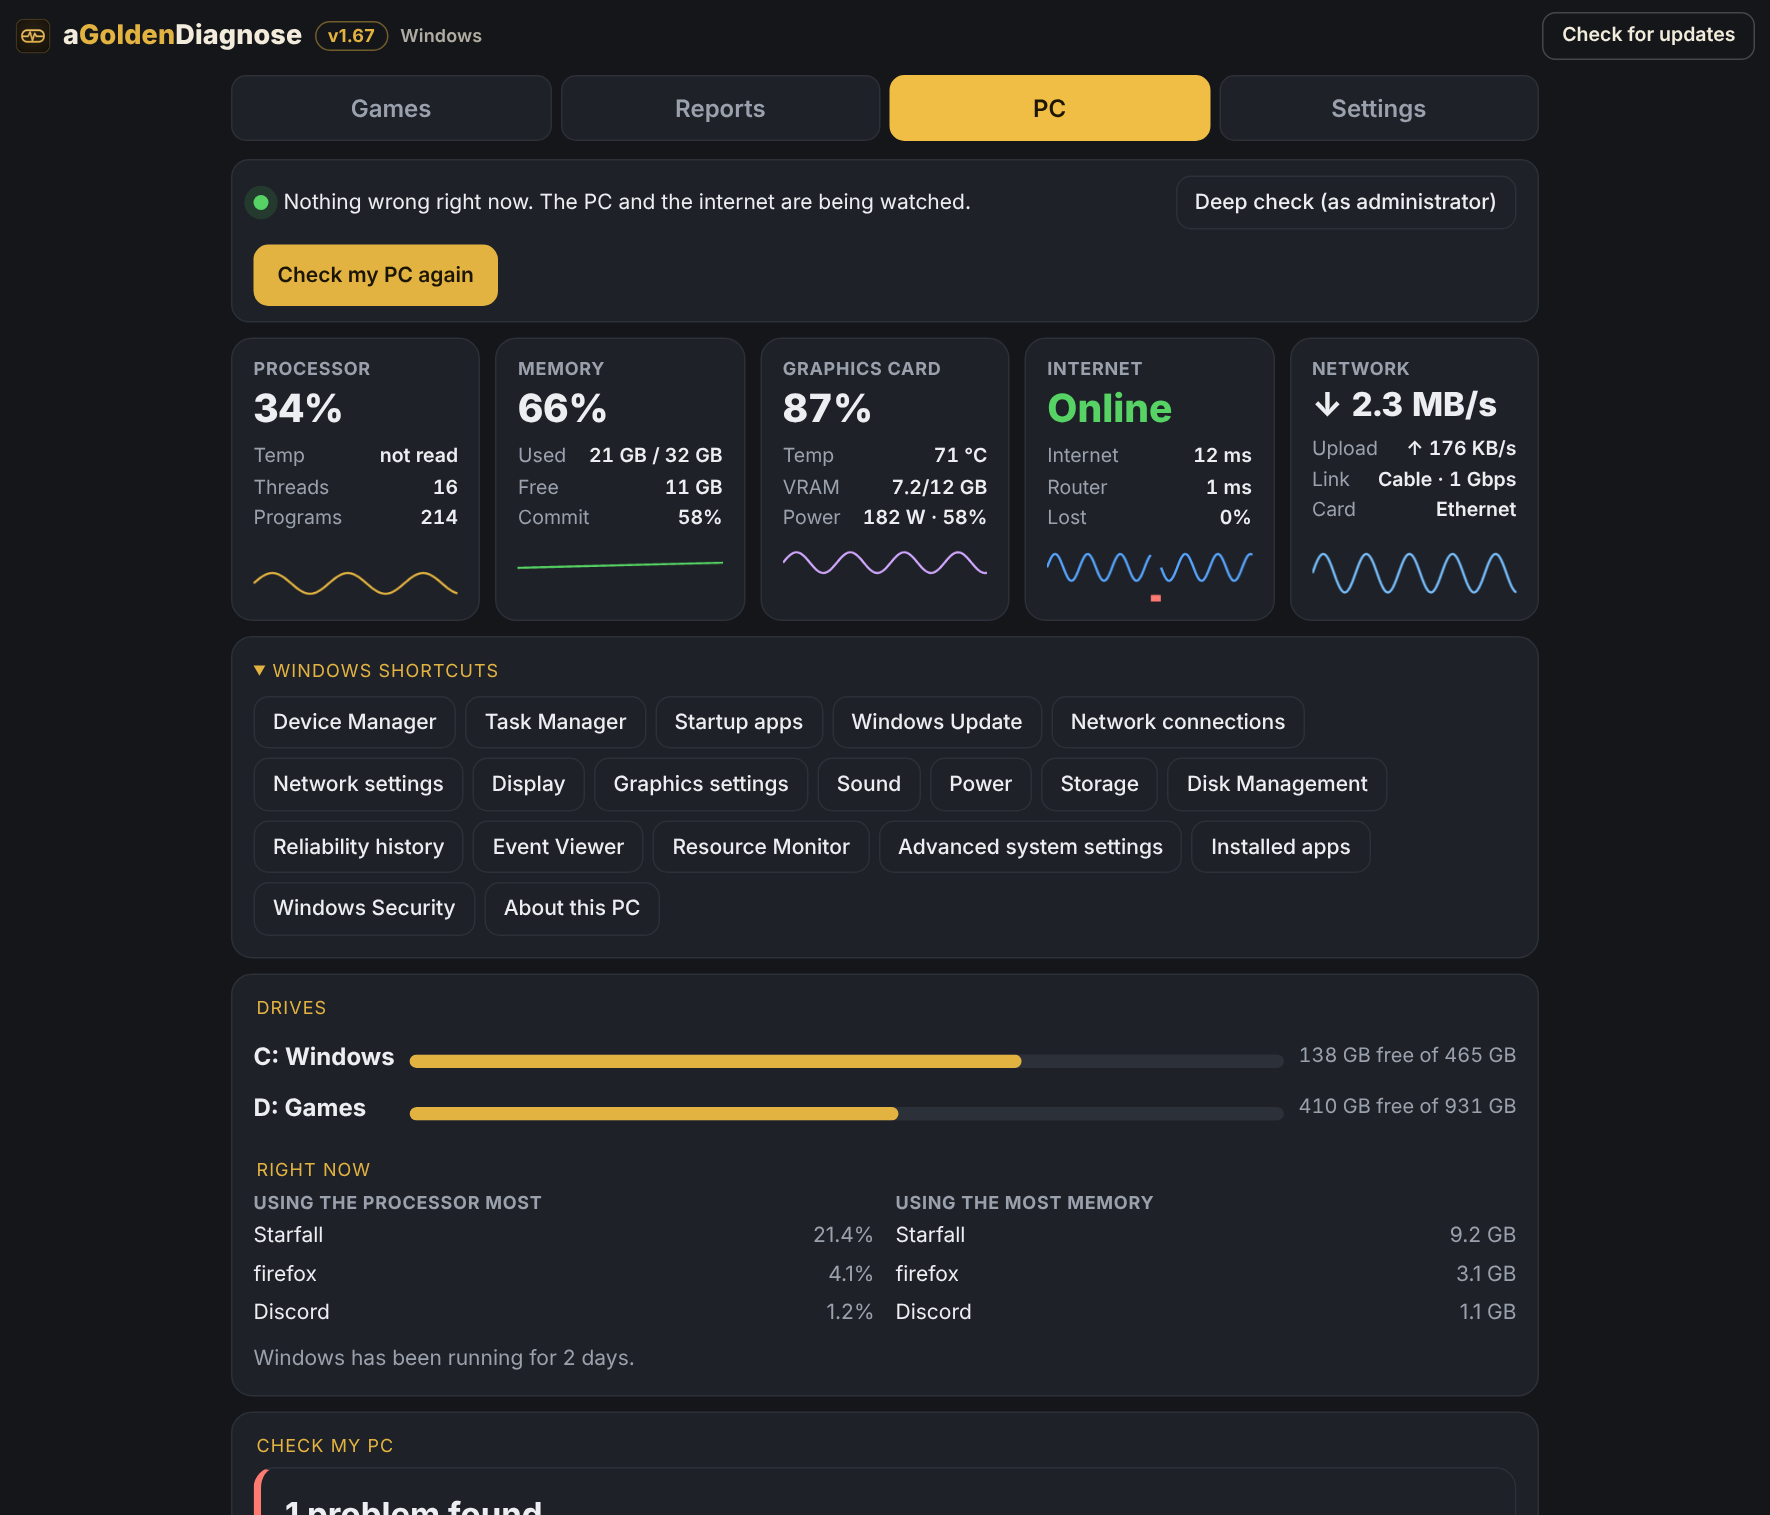 aGoldenDiagnose v1.67 Windows Check for updates
Games Reports PC Settings
Nothing wrong right now. The PC and the internet are being watched. Deep check (as administrator)
Check my PC again
PROCESSOR
34%
Temp not read
Threads 16
Programs 214
MEMORY
66%
Used 21 GB / 32 GB
Free 11 GB
Commit 58%
GRAPHICS CARD
87%
Temp 71 °C
VRAM 7.2/12 GB
Power 182 W · 58%
INTERNET
Online
Internet 12 ms
Router 1 ms
Lost 0%
NETWORK
↓ 2.3 MB/s
Upload ↑ 176 KB/s
Link Cable · 1 Gbps
Card Ethernet
▼ WINDOWS SHORTCUTS
Device Manager Task Manager Startup apps Windows Update Network connections
Network settings Display Graphics settings Sound Power Storage Disk Management
Reliability history Event Viewer Resource Monitor Advanced system settings Installed apps
Windows Security About this PC
DRIVES
C: Windows 138 GB free of 465 GB
D: Games 410 GB free of 931 GB
RIGHT NOW
USING THE PROCESSOR MOST
Starfall 21.4%
firefox 4.1%
Discord 1.2%
USING THE MOST MEMORY
Starfall 9.2 GB
firefox 3.1 GB
Discord 1.1 GB
Windows has been running for 2 days.
CHECK MY PC
1 problem found